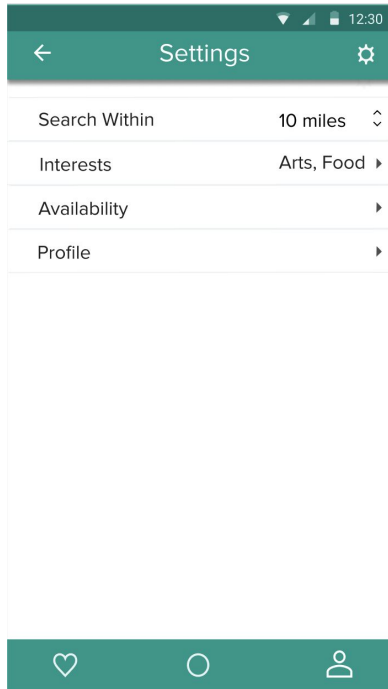 12:30
Settings
Search Within 10 miles
Interests Arts, Food
Availability
Profile